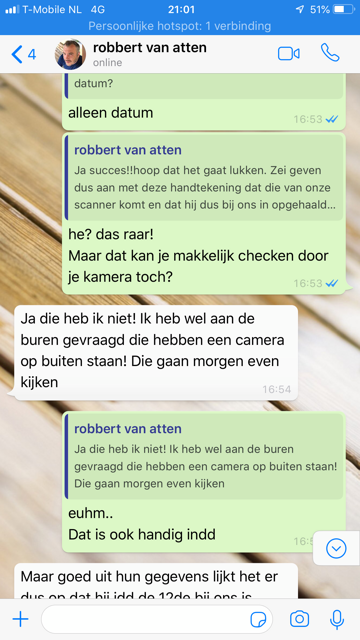 T-Mobile NL 4G 21:01 51%
Persoonlijke hotspot: 1 verbinding
4 robbert van atten
online
datum?
alleen datum
16:53
robbert van atten
Ja succes!!hoop dat het gaat lukken. Zei geven
dus aan met deze handtekening dat die van onze
scanner komt en dat hij dus bij ons in opgehaald...
he? das raar!
Maar dat kan je makkelijk checken door
je kamera toch?
16:53
Ja die heb ik niet! Ik heb wel aan de
buren gevraagd die hebben een camera
op buiten staan! Die gaan morgen even
kijken
16:54
robbert van atten
Ja die heb ik niet! Ik heb wel aan de buren
gevraagd die hebben een camera op buiten staan!
Die gaan morgen even kijken
euhm..
Dat is ook handig indd
Maar goed uit hun gegevens lijkt het er
dus op dat hij idd de 12de bij ons is